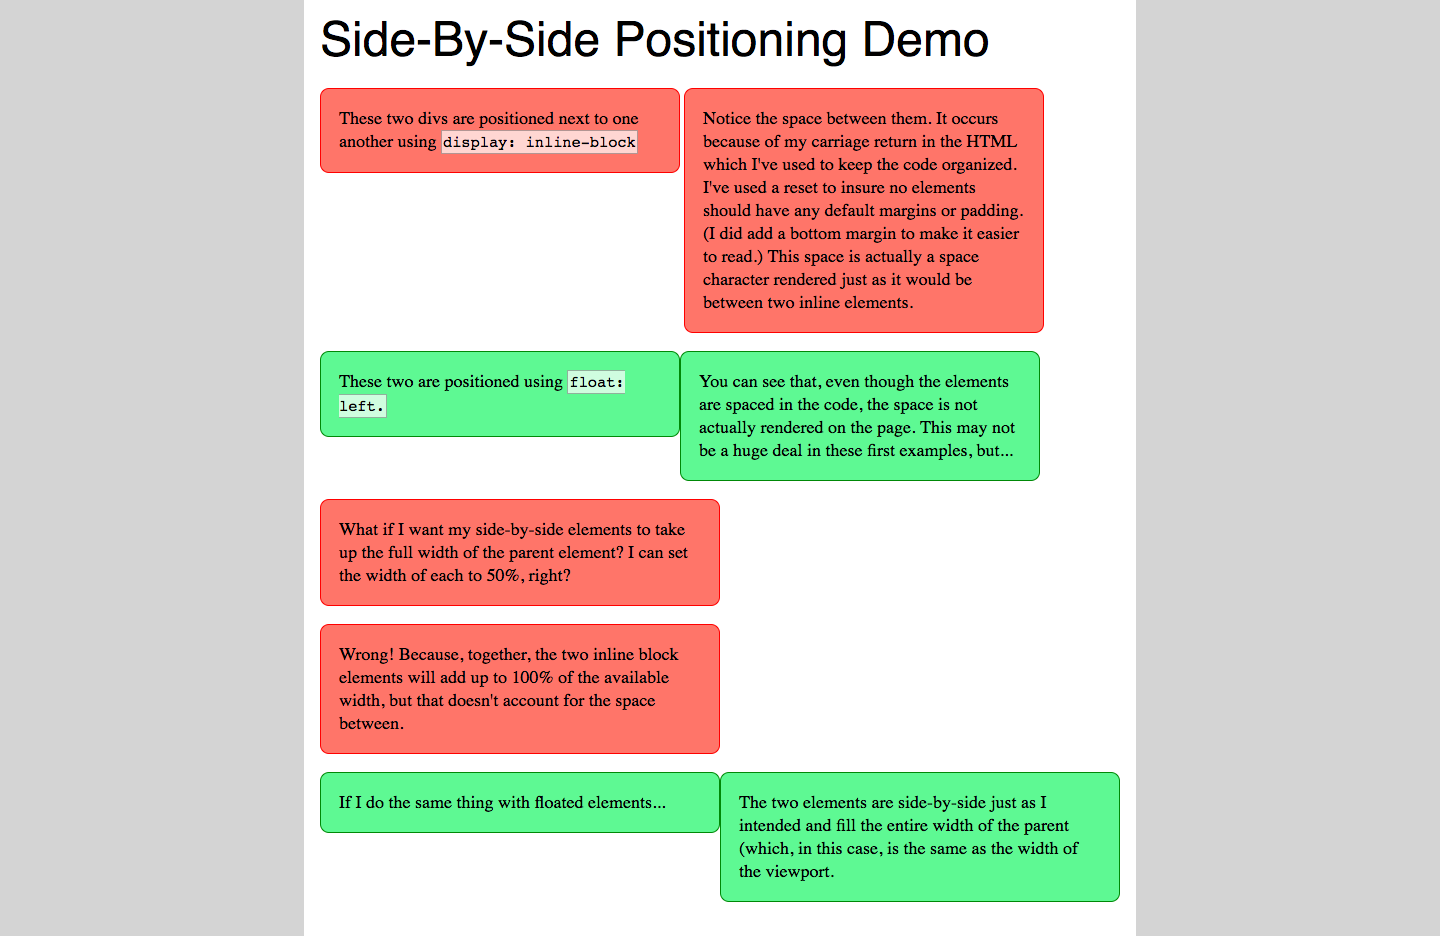 Side-By-Side Positioning Demo
These two divs are positioned next to one
another using display: inline-block
Notice the space between them. It occurs
because of my carriage return in the HTML
which I've used to keep the code organized.
I've used a reset to insure no elements
should have any default margins or padding.
(I did add a bottom margin to make it easier
to read.) This space is actually a space
character rendered just as it would be
between two inline elements.
These two are positioned using float:
left.
You can see that, even though the elements
are spaced in the code, the space is not
actually rendered on the page. This may not
be a huge deal in these first examples, but...
What if I want my side-by-side elements to take
up the full width of the parent element? I can set
the width of each to 50%, right?
Wrong! Because, together, the two inline block
elements will add up to 100% of the available
width, but that doesn't account for the space
between.
If I do the same thing with floated elements...
The two elements are side-by-side just as I
intended and fill the entire width of the parent
(which, in this case, is the same as the width of
the viewport.